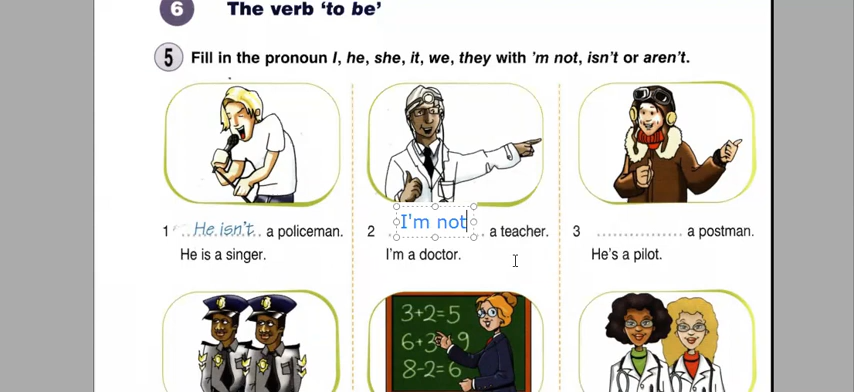 6 The verb 'to be'
5 Fill in the pronoun I, he, she, it, we, they with 'm not, isn't or aren't.
1 ...He isn't.. a policeman.
He is a singer.
2 I'm not a teacher.
I'm a doctor.
3 .................... a postman.
He's a pilot.
3+2=5
6+3 9
8-2=6